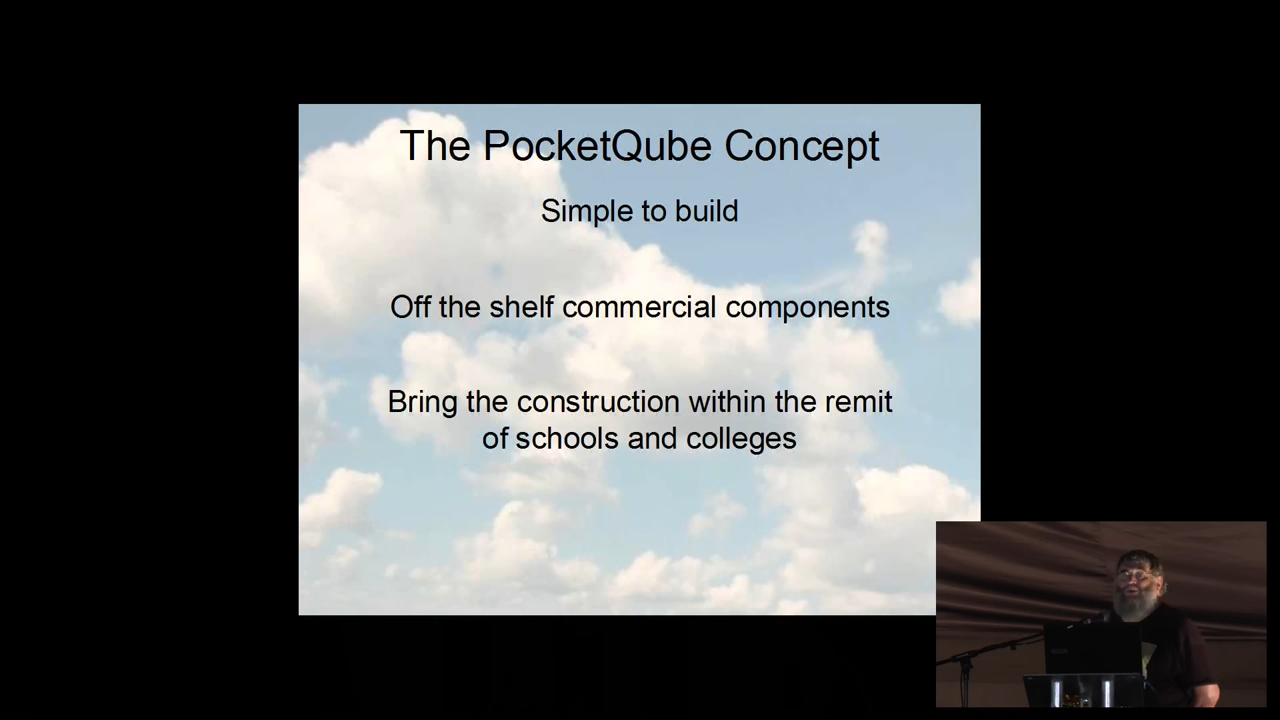 The PocketQube Concept
Simple to build
Off the shelf commercial components
Bring the construction within the remit
of schools and colleges